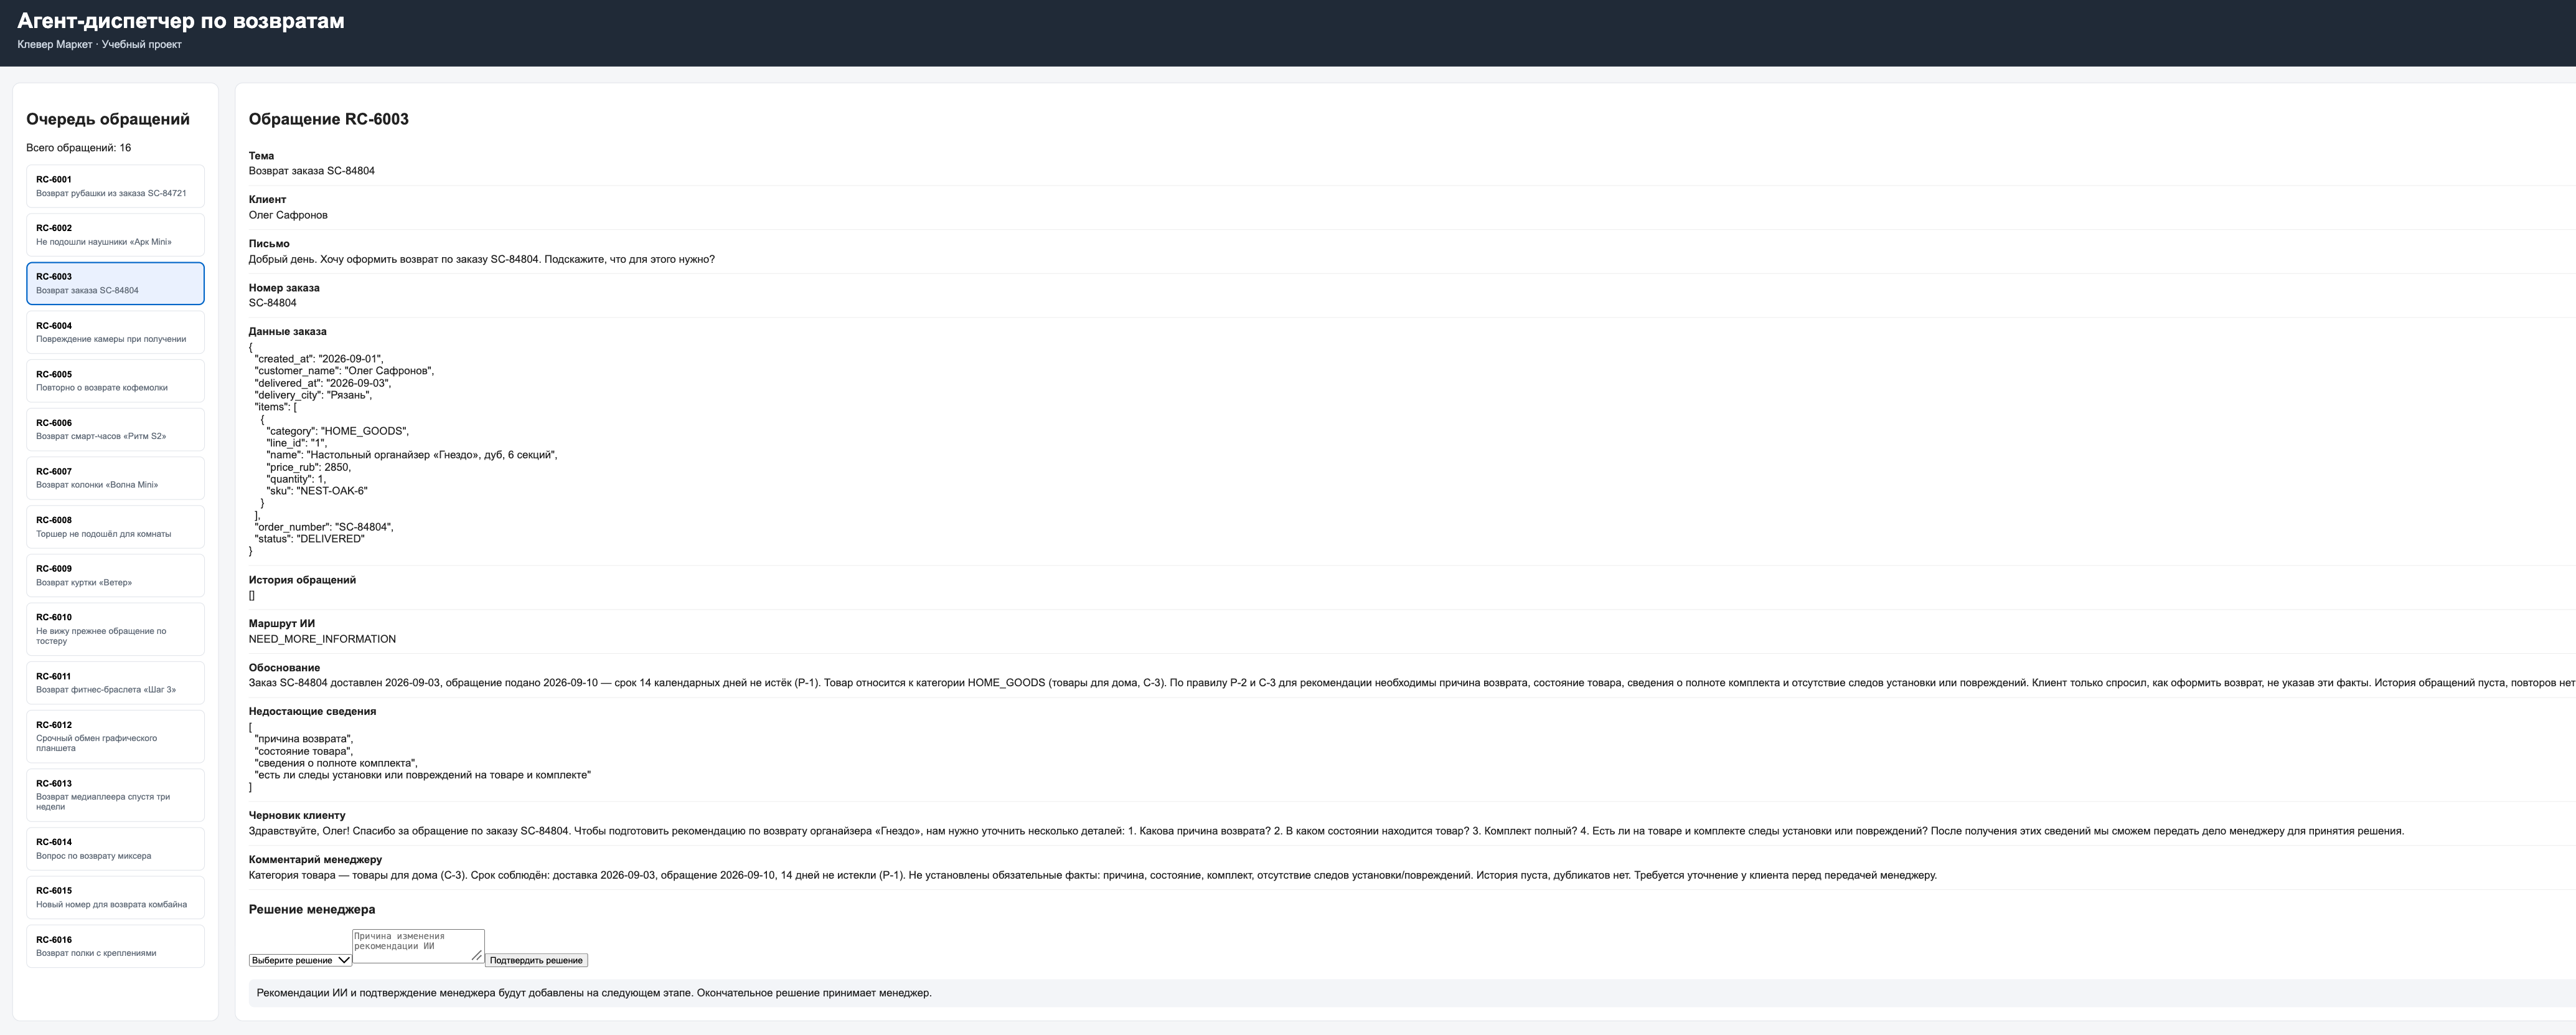 Агент-диспетчер по возвратам
Клевер Маркет · Учебный проект
Очередь обращений
Всего обращений: 16
RC-6001
Возврат рубашки из заказа SC-84721
RC-6002
Не подошли наушники «Арк Mini»
RC-6003
Возврат заказа SC-84804
RC-6004
Повреждение камеры при получении
RC-6005
Повторно о возврате кофемолки
RC-6006
Возврат смарт-часов «Ритм S2»
RC-6007
Возврат колонки «Волна Mini»
RC-6008
Торшер не подошёл для комнаты
RC-6009
Возврат куртки «Ветер»
RC-6010
Не вижу прежнее обращение по
тостеру
RC-6011
Возврат фитнес-браслета «Шаг 3»
RC-6012
Срочный обмен графического
планшета
RC-6013
Возврат медиаплеера спустя три
недели
RC-6014
Вопрос по возврату миксера
RC-6015
Новый номер для возврата комбайна
RC-6016
Возврат полки с креплениями
Обращение RC-6003
Тема
Возврат заказа SC-84804
Клиент
Олег Сафронов
Письмо
Добрый день. Хочу оформить возврат по заказу SC-84804. Подскажите, что для этого нужно?
Номер заказа
SC-84804
Данные заказа
{
"created_at": "2026-09-01",
"customer_name": "Олег Сафронов",
"delivered_at": "2026-09-03",
"delivery_city": "Рязань",
"items": [
{
"category": "HOME_GOODS",
"line_id": "1",
"name": "Настольный органайзер «Гнездо», дуб, 6 секций",
"price_rub": 2850,
"quantity": 1,
"sku": "NEST-OAK-6"
}
],
"order_number": "SC-84804",
"status": "DELIVERED"
}
История обращений
[]
Маршрут ИИ
NEED_MORE_INFORMATION
Обоснование
Заказ SC-84804 доставлен 2026-09-03, обращение подано 2026-09-10 — срок 14 календарных дней не истёк (P-1). Товар относится к категории HOME_GOODS (товары для дома, C-3). По правилу P-2 и C-3 для рекомендации необходимы причина возврата, состояние товара, сведения о полноте комплекта и отсутствие следов установки или повреждений. Клиент только спросил, как оформить возврат, не указав эти факты. История обращений пуста, повторов нет
Недостающие сведения
[
"причина возврата",
"состояние товара",
"сведения о полноте комплекта",
"есть ли следы установки или повреждений на товаре и комплекте"
]
Черновик клиенту
Здравствуйте, Олег! Спасибо за обращение по заказу SC-84804. Чтобы подготовить рекомендацию по возврату органайзера «Гнездо», нам нужно уточнить несколько деталей: 1. Какова причина возврата? 2. В каком состоянии находится товар? 3. Комплект полный? 4. Есть ли на товаре и комплекте следы установки или повреждений? После получения этих сведений мы сможем передать дело менеджеру для принятия решения.
Комментарий менеджеру
Категория товара — товары для дома (C-3). Срок соблюдён: доставка 2026-09-03, обращение 2026-09-10, 14 дней не истекли (P-1). Не установлены обязательные факты: причина, состояние, комплект, отсутствие следов установки/повреждений. История пуста, дубликатов нет. Требуется уточнение у клиента перед передачей менеджеру.
Решение менеджера
Выберите решение
Причина изменения
рекомендации ИИ
Подтвердить решение
Рекомендации ИИ и подтверждение менеджера будут добавлены на следующем этапе. Окончательное решение принимает менеджер.